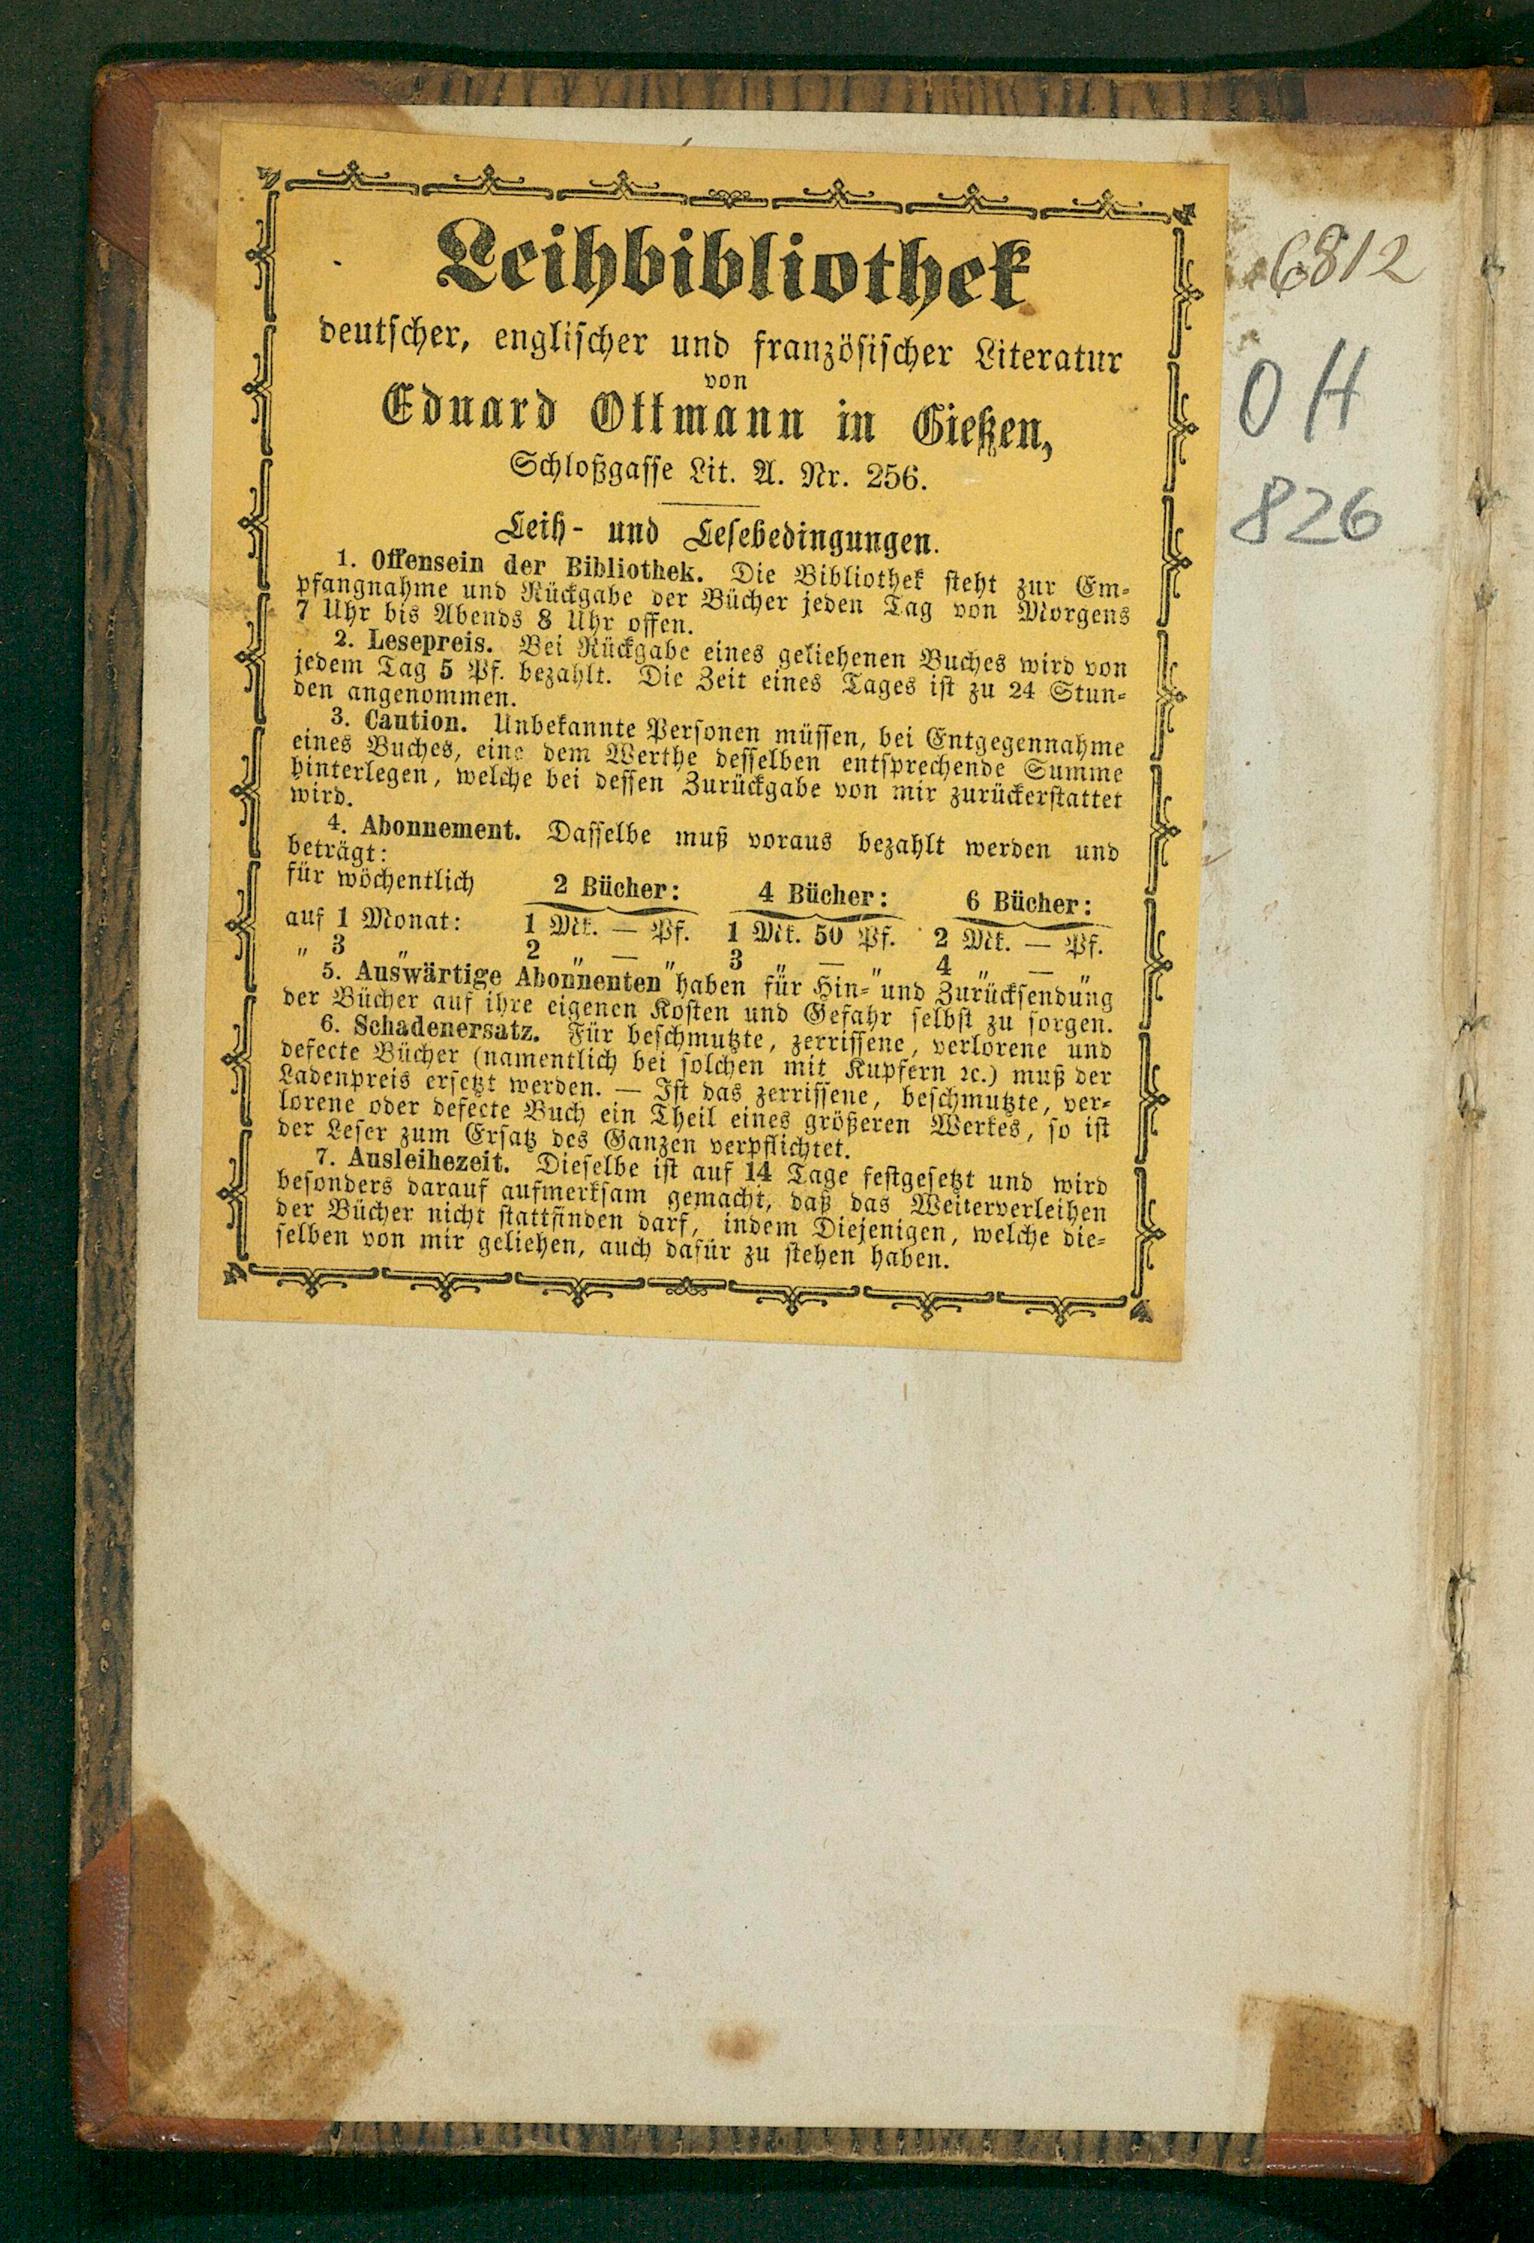 Leihbibliothek
deutscher, englischer und französischer Literatur
von
Eduard Ottmann in Gießen,
Schloßgasse Lit. A. Nr. 256.
Leih- und Lesebedingungen.
1. Offensein der Bibliothek. Die Bibliothek steht zur Em-
pfangnahme und Rückgabe der Bücher jeden Tag von Morgens
7 Uhr bis Abends 8 Uhr offen.
2. Lesepreis. Bei Rückgabe eines geliehenen Buches wird von
jedem Tag 5 Pf. bezahlt. Die Zeit eines Tages ist zu 24 Stun-
den angenommen.
3. Caution. Unbekannte Personen müssen, bei Entgegennahme
eines Buches, eine dem Werthe desselben entsprechende Summe
hinterlegen, welche bei dessen Zurückgabe von mir zurückerstattet
wird.
4. Abonnement. Dasselbe muß voraus bezahlt werden und
beträgt:
für wöchentlich 2 Bücher: 4 Bücher: 6 Bücher:
auf 1 Monat: 1 Mk. — Pf. 1 Mk. 50 Pf. 2 Mk. — Pf.
„ 3 „ 2 „ — „ 3 „ — „ 4 „ — „
5. Auswärtige Abonnenten haben für Hin- und Zurücksendung
der Bücher auf ihre eigenen Kosten und Gefahr selbst zu sorgen.
6. Schadenersatz. Für beschmutzte, zerrissene, verlorene und
defecte Bücher (namentlich bei solchen mit Kupfern ꝛc.) muß der
Ladenpreis ersetzt werden. — Ist das zerrissene, beschmutzte, ver-
lorene oder defecte Buch ein Theil eines größeren Werkes, so ist
der Leser zum Ersatz des Ganzen verpflichtet.
7. Ausleihezeit. Dieselbe ist auf 14 Tage festgesetzt und wird
besonders darauf aufmerksam gemacht, daß das Weiterverleihen
der Bücher nicht stattfinden darf, indem Diejenigen, welche die-
selben von mir geliehen, auch dafür zu stehen haben.
6812
OH
826